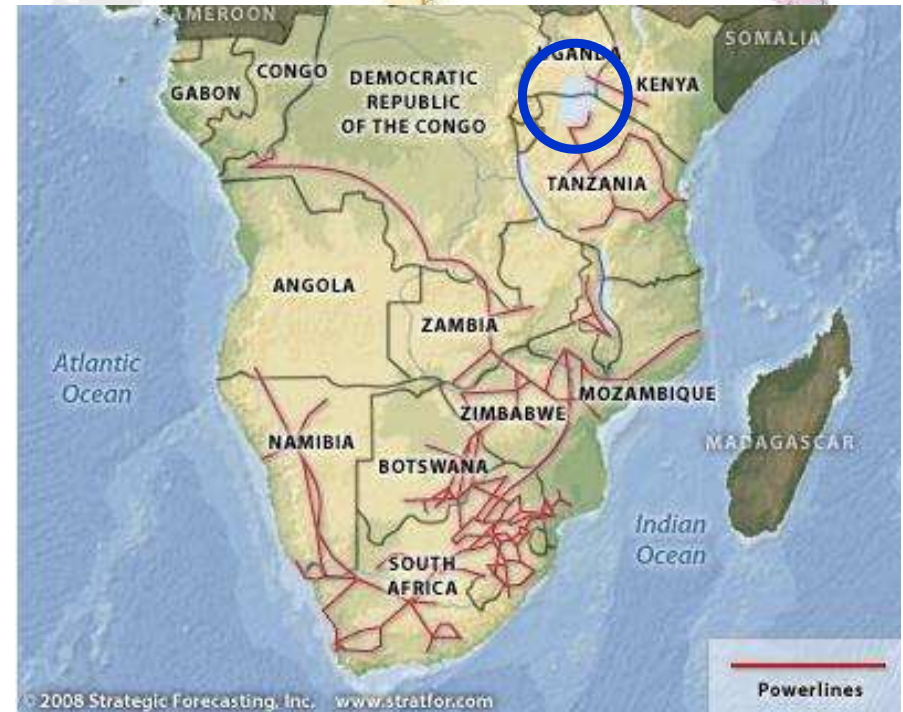 CAMEROON
SOMALIA
UGANDA
CONGO
GABON
DEMOCRATIC
REPUBLIC
OF THE CONGO
KENYA
TANZANIA
ANGOLA
ZAMBIA
Atlantic
Ocean
MOZAMBIQUE
ZIMBABWE
NAMIBIA
MADAGASCAR
BOTSWANA
Indian
Ocean
SOUTH
AFRICA
Powerlines
© 2008 Strategic Forecasting, Inc. www.stratfor.com